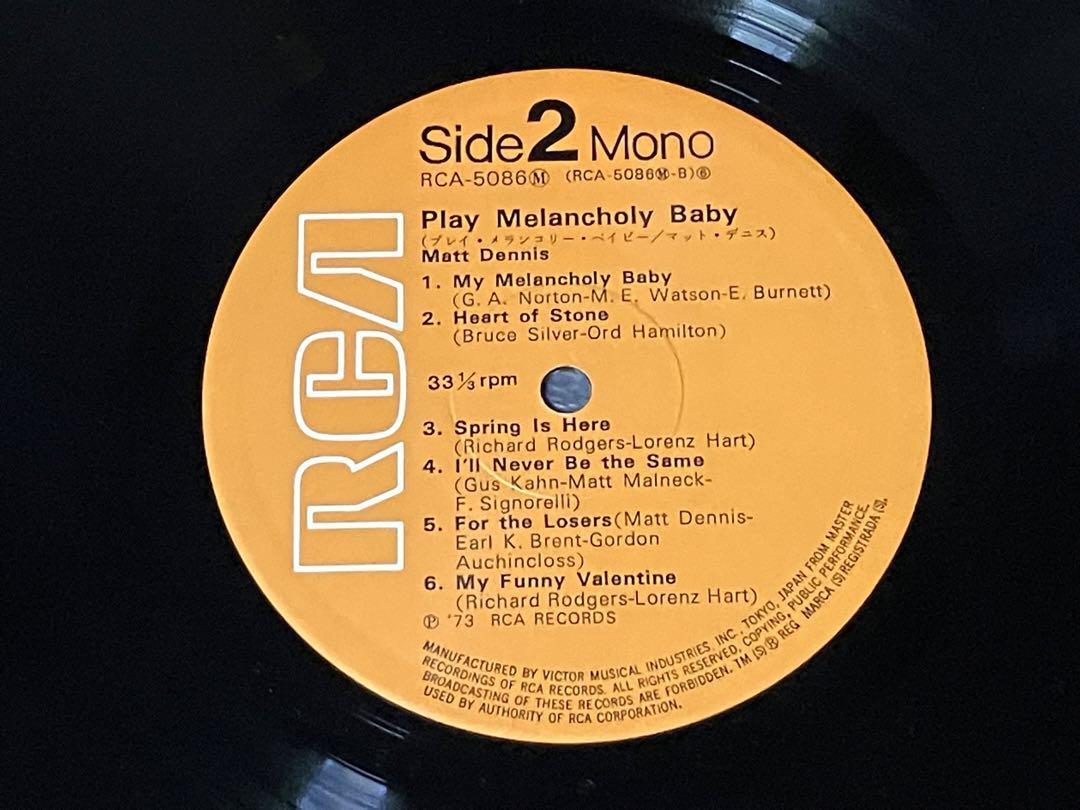 Side 2 Mono
RCA-5086Ⓜ (RCA-5086Ⓜ-B)⑥
Play Melancholy Baby
(プレイ・メランコリー・ベイビー/マット・デニス)
Matt Dennis
1. My Melancholy Baby
(G. A. Norton-M. E. Watson-E. Burnett)
2. Heart of Stone
(Bruce Silver-Ord Hamilton)
33 1/3 rpm
3. Spring Is Here
(Richard Rodgers-Lorenz Hart)
4. I'll Never Be the Same
(Gus Kahn-Matt Malneck-
F. Signorelli)
5. For the Losers(Matt Dennis-
Earl K. Brent-Gordon
Auchincloss)
6. My Funny Valentine
(Richard Rodgers-Lorenz Hart)
Ⓟ '73 RCA RECORDS
RCA
MANUFACTURED BY VICTOR MUSICAL INDUSTRIES, INC., TOKYO, JAPAN FROM MASTER
RECORDINGS OF RCA RECORDS. ALL RIGHTS RESERVED, COPYING, PUBLIC PERFORMANCE,
BROADCASTING OF THESE RECORDS ARE FORBIDDEN. TM (S) ® REG MARCA (S) REGISTRADA (S).
USED BY AUTHORITY OF RCA CORPORATION.